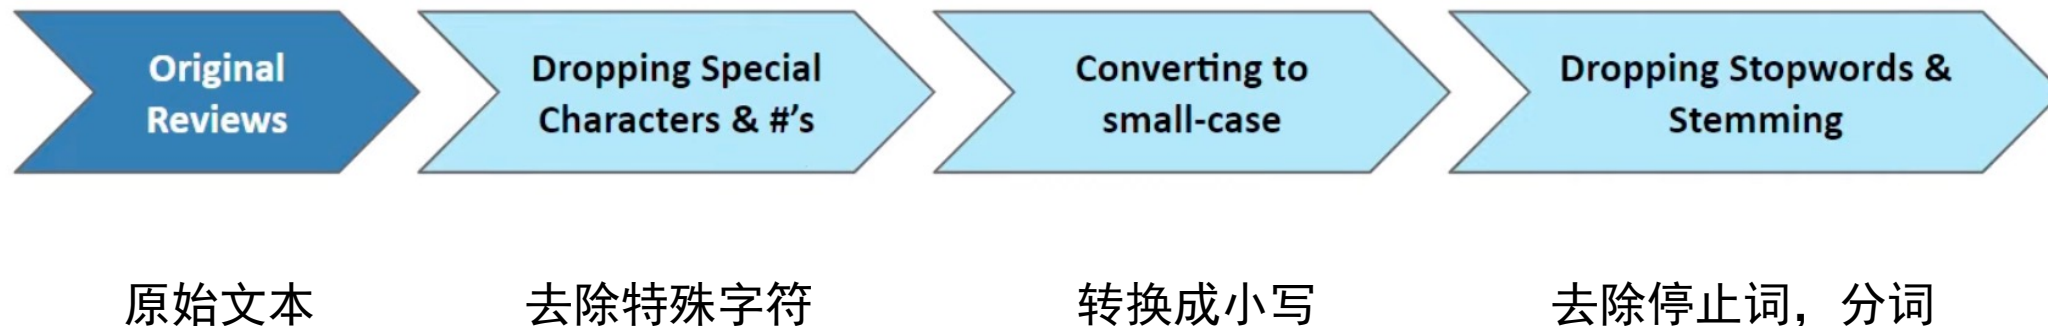 Original
Reviews
Dropping Special
Characters & #'s
Converting to
small-case
Dropping Stopwords &
Stemming
原始文本
去除特殊字符
转换成小写
去除停止词，分词